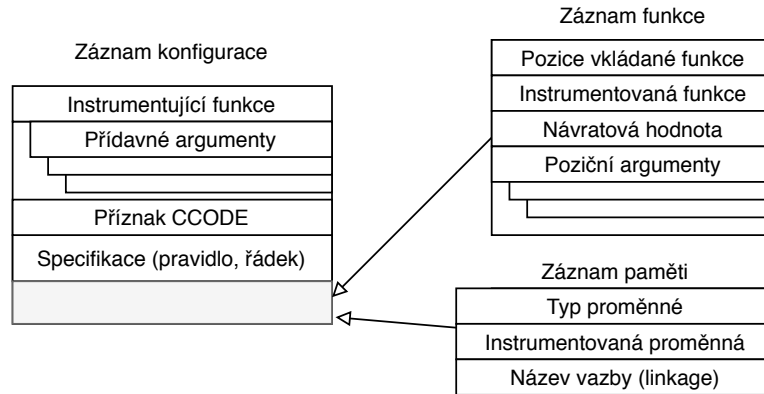 Záznam konfigurace
Instrumentující funkce
Přídavné argumenty
Příznak CCODE
Specifikace (pravidlo, řádek)
Záznam funkce
Pozice vkládané funkce
Instrumentovaná funkce
Návratová hodnota
Poziční argumenty
Záznam paměti
Typ proměnné
Instrumentovaná proměnná
Název vazby (linkage)